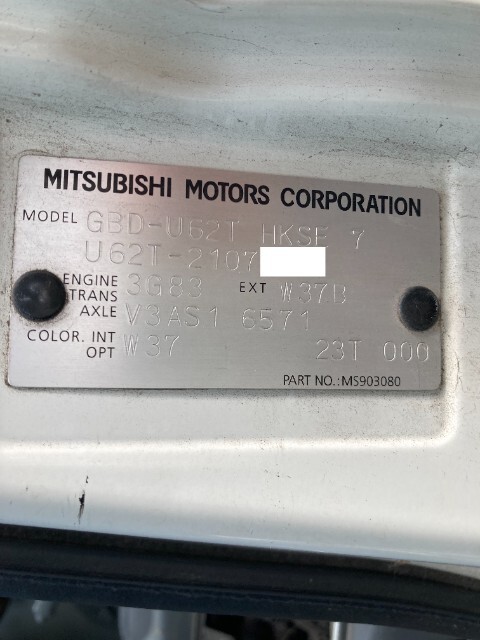 MITSUBISHI MOTORS CORPORATION
MODEL GBD-U62T HKSF 7
U62T-2107
ENGINE 3G83 EXT W37B
TRANS
AXLE V3AS1 6571
COLOR. INT W37
OPT 23T 000
PART NO.:MS903080